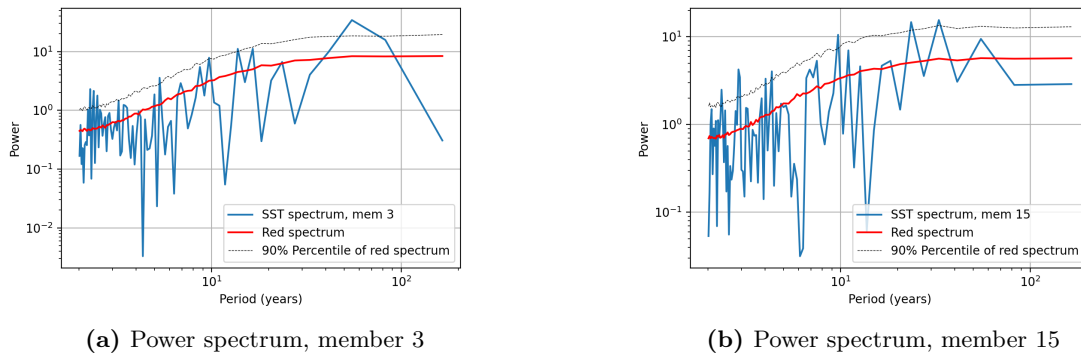 10¹
10⁰
10⁻¹
10⁻²
Power
SST spectrum, mem 3
Red spectrum
90% Percentile of red spectrum
10¹
10²
Period (years)
(a) Power spectrum, member 3
10¹
10⁰
10⁻¹
Power
SST spectrum, mem 15
Red spectrum
90% Percentile of red spectrum
10¹
10²
Period (years)
(b) Power spectrum, member 15